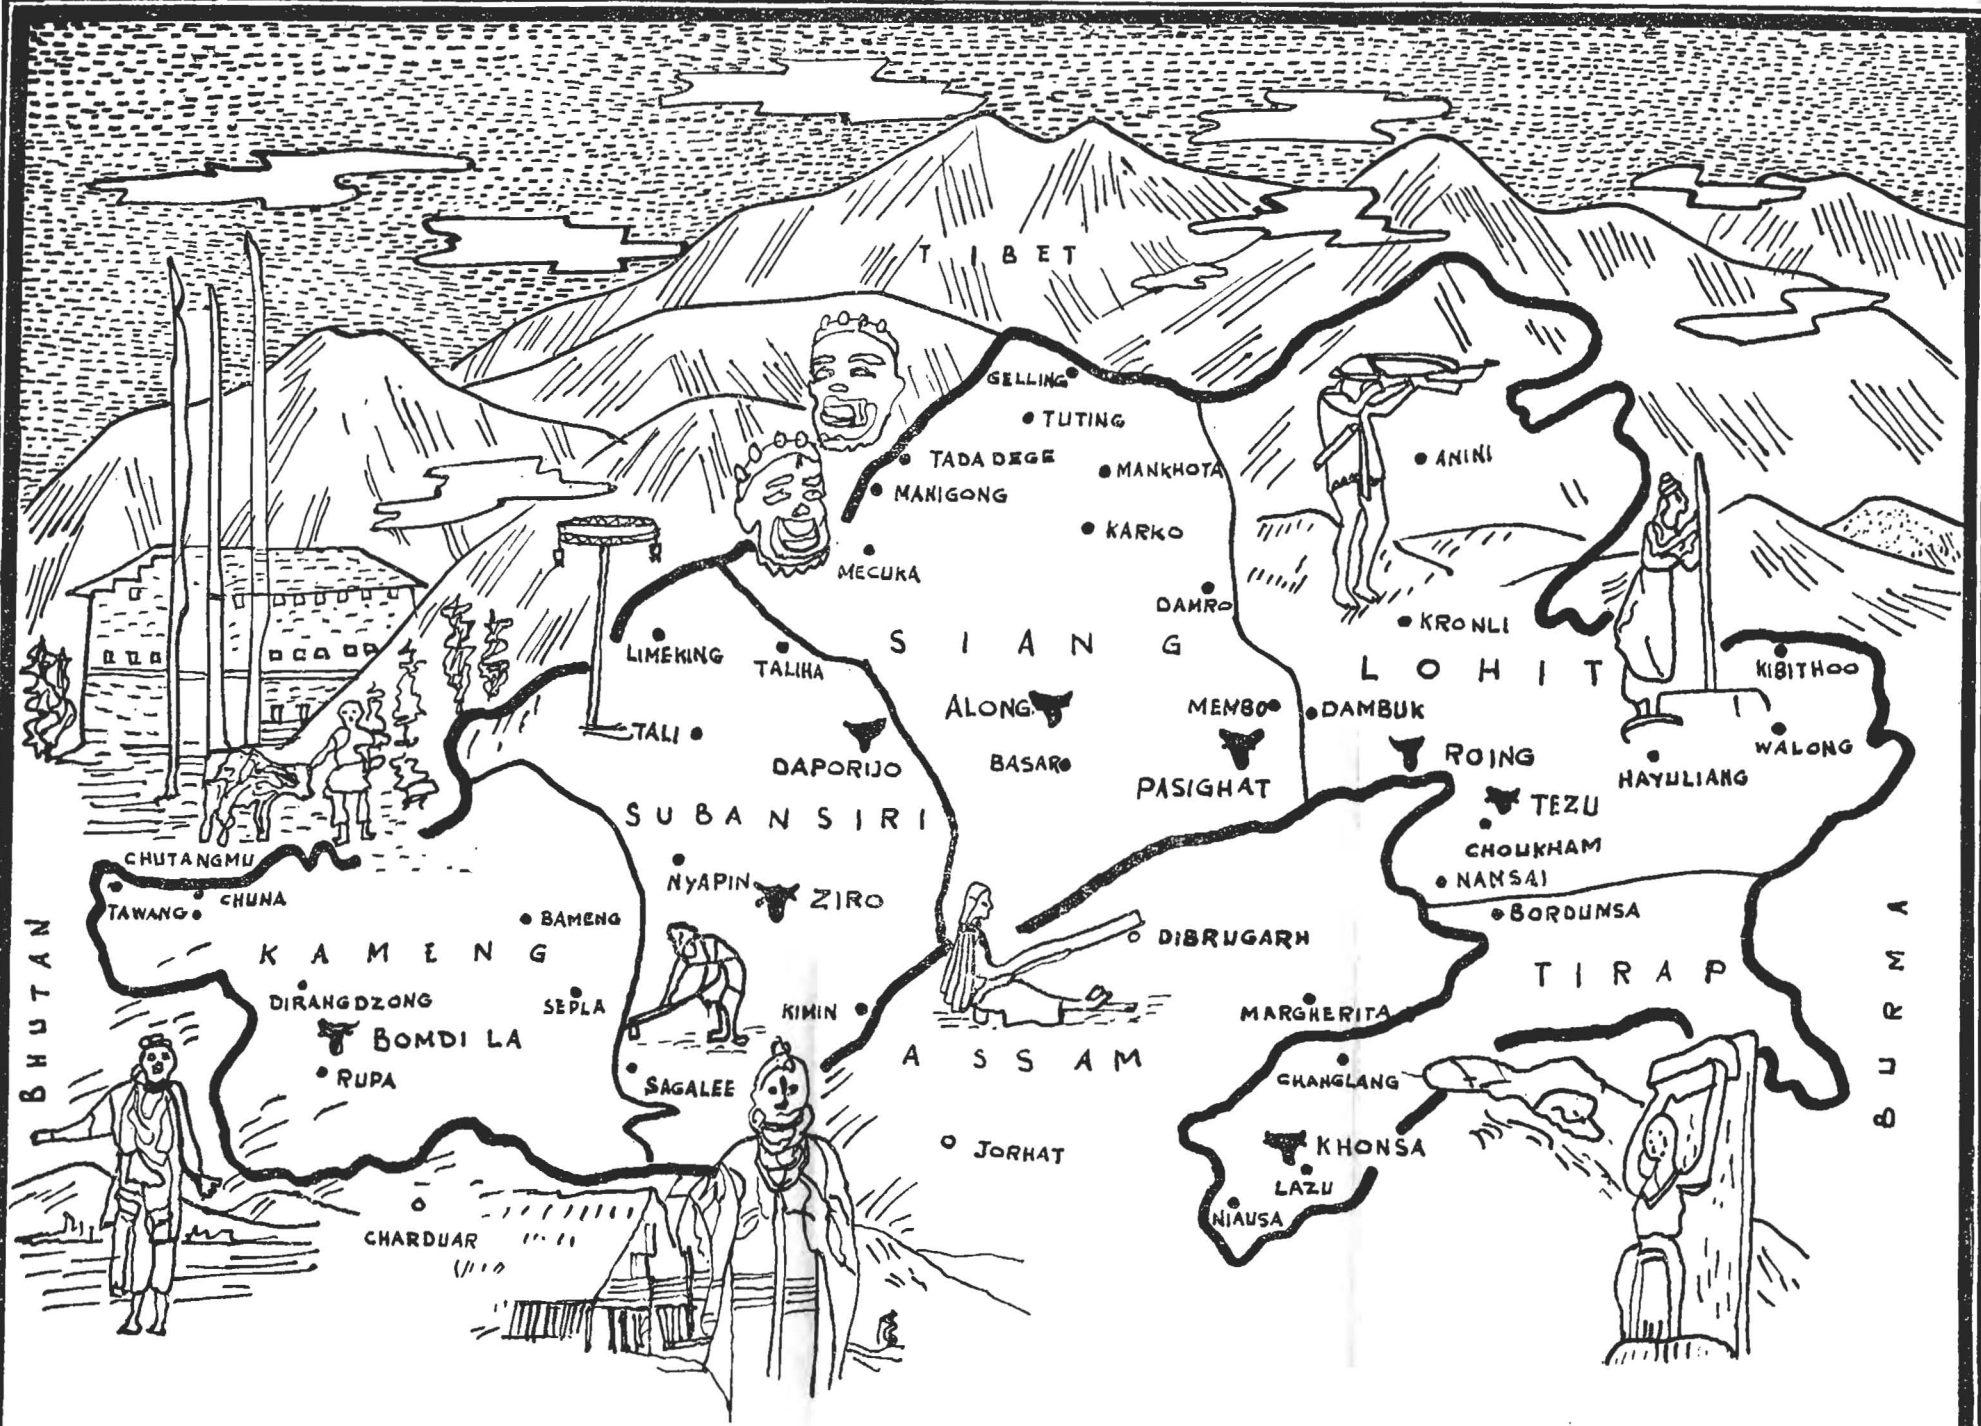 TIBET
GELLING
TUTING
TADA DEGE
MANKHOTA
ANINI
MANIGONG
KARKO
MECUKA
DAMRO
KRONLI
LIMEKING
TALIHA
SIANG
LOHIT
KIBITHOO
ALONG
MEMBO
DAMBUK
TALI
WALONG
DAPORIJO
BASAR
ROING
HAYULIANG
PASIGHAT
TEZU
SUBANSIRI
CHOUKHAM
CHUTANGMU
NYAPIN
ZIRO
NAMSAI
CHUNA
TAWANG
BAMENG
BORDUMSA
BHUTAN
KAMENG
DIBRUGARH
TIRAP
BURMA
DIRANGDZONG
SEPLA
KIMIN
MARGHERITA
BOMDI LA
ASSAM
RUPA
SAGALEE
CHANGLANG
JORHAT
KHONSA
LAZU
NIAUSA
CHARDUAR